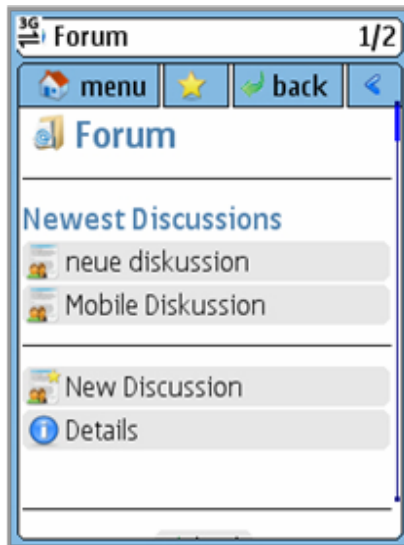 3G
Forum 1/2
menu back
Forum
Newest Discussions
neue diskussion
Mobile Diskussion
New Discussion
Details